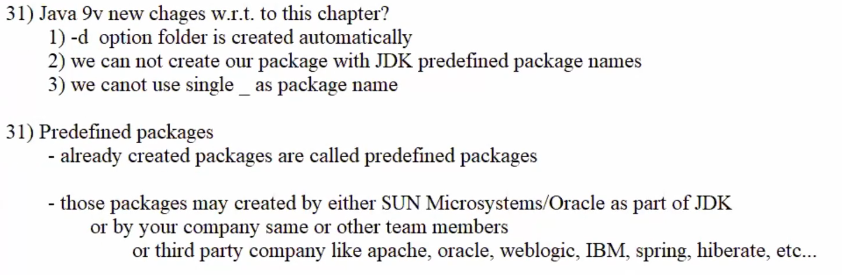 31) Java 9v new chages w.r.t. to this chapter?
1) -d option folder is created automatically
2) we can not create our package with JDK predefined package names
3) we canot use single _ as package name
31) Predefined packages
- already created packages are called predefined packages
- those packages may created by either SUN Microsystems/Oracle as part of JDK
or by your company same or other team members
or third party company like apache, oracle, weblogic, IBM, spring, hiberate, etc...